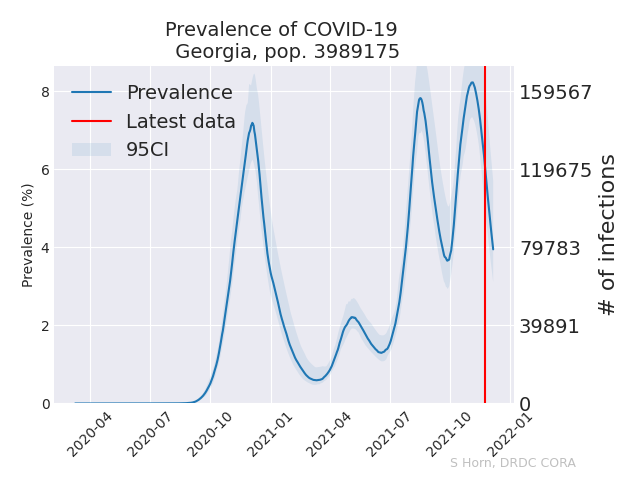 Prevalence of COVID-19
Georgia, pop. 3989175
Prevalence
Latest data
95CI
Prevalence (%)
8
6
4
2
0
159567
119675
79783
39891
0
# of infections
2020-04
2020-07
2020-10
2021-01
2021-04
2021-07
2021-10
2022-01
S Horn, DRDC CORA